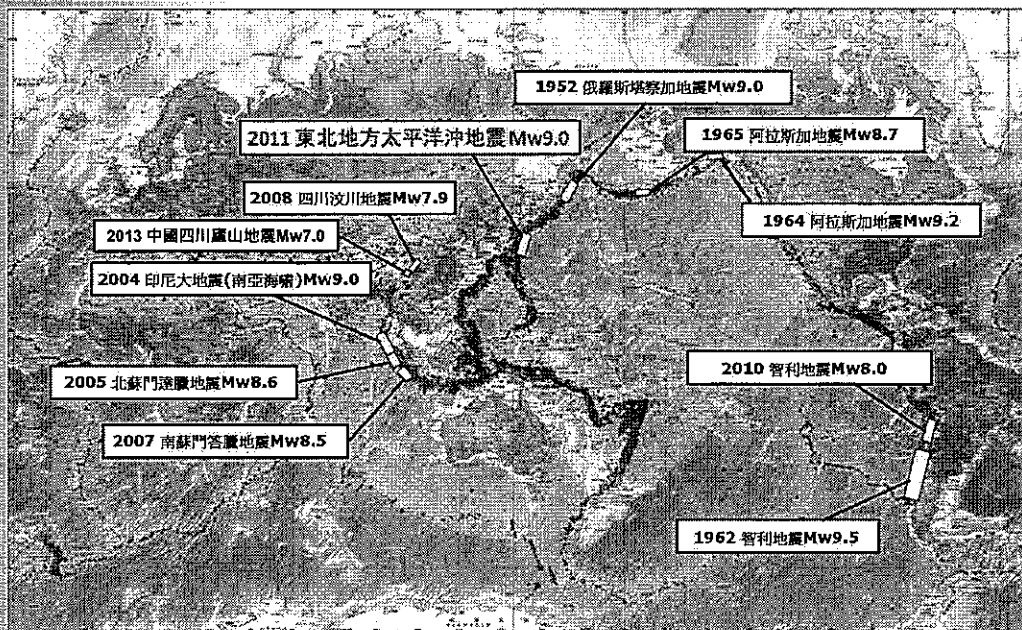 1952 俄羅斯塔察加地震Mw9.0
2011 東北地方太平洋沖地震Mw9.0
1965 阿拉斯加地震Mw8.7
2008 四川汶川地震Mw7.9
1964 阿拉斯加地震Mw9.2
2013 中國四川廬山地震Mw7.0
2004 印尼大地震(南亞海嘯)Mw9.0
2010 智利地震Mw8.0
2005 北蘇門達臘地震Mw8.6
2007 南蘇門答臘地震Mw8.5
1962 智利地震Mw9.5